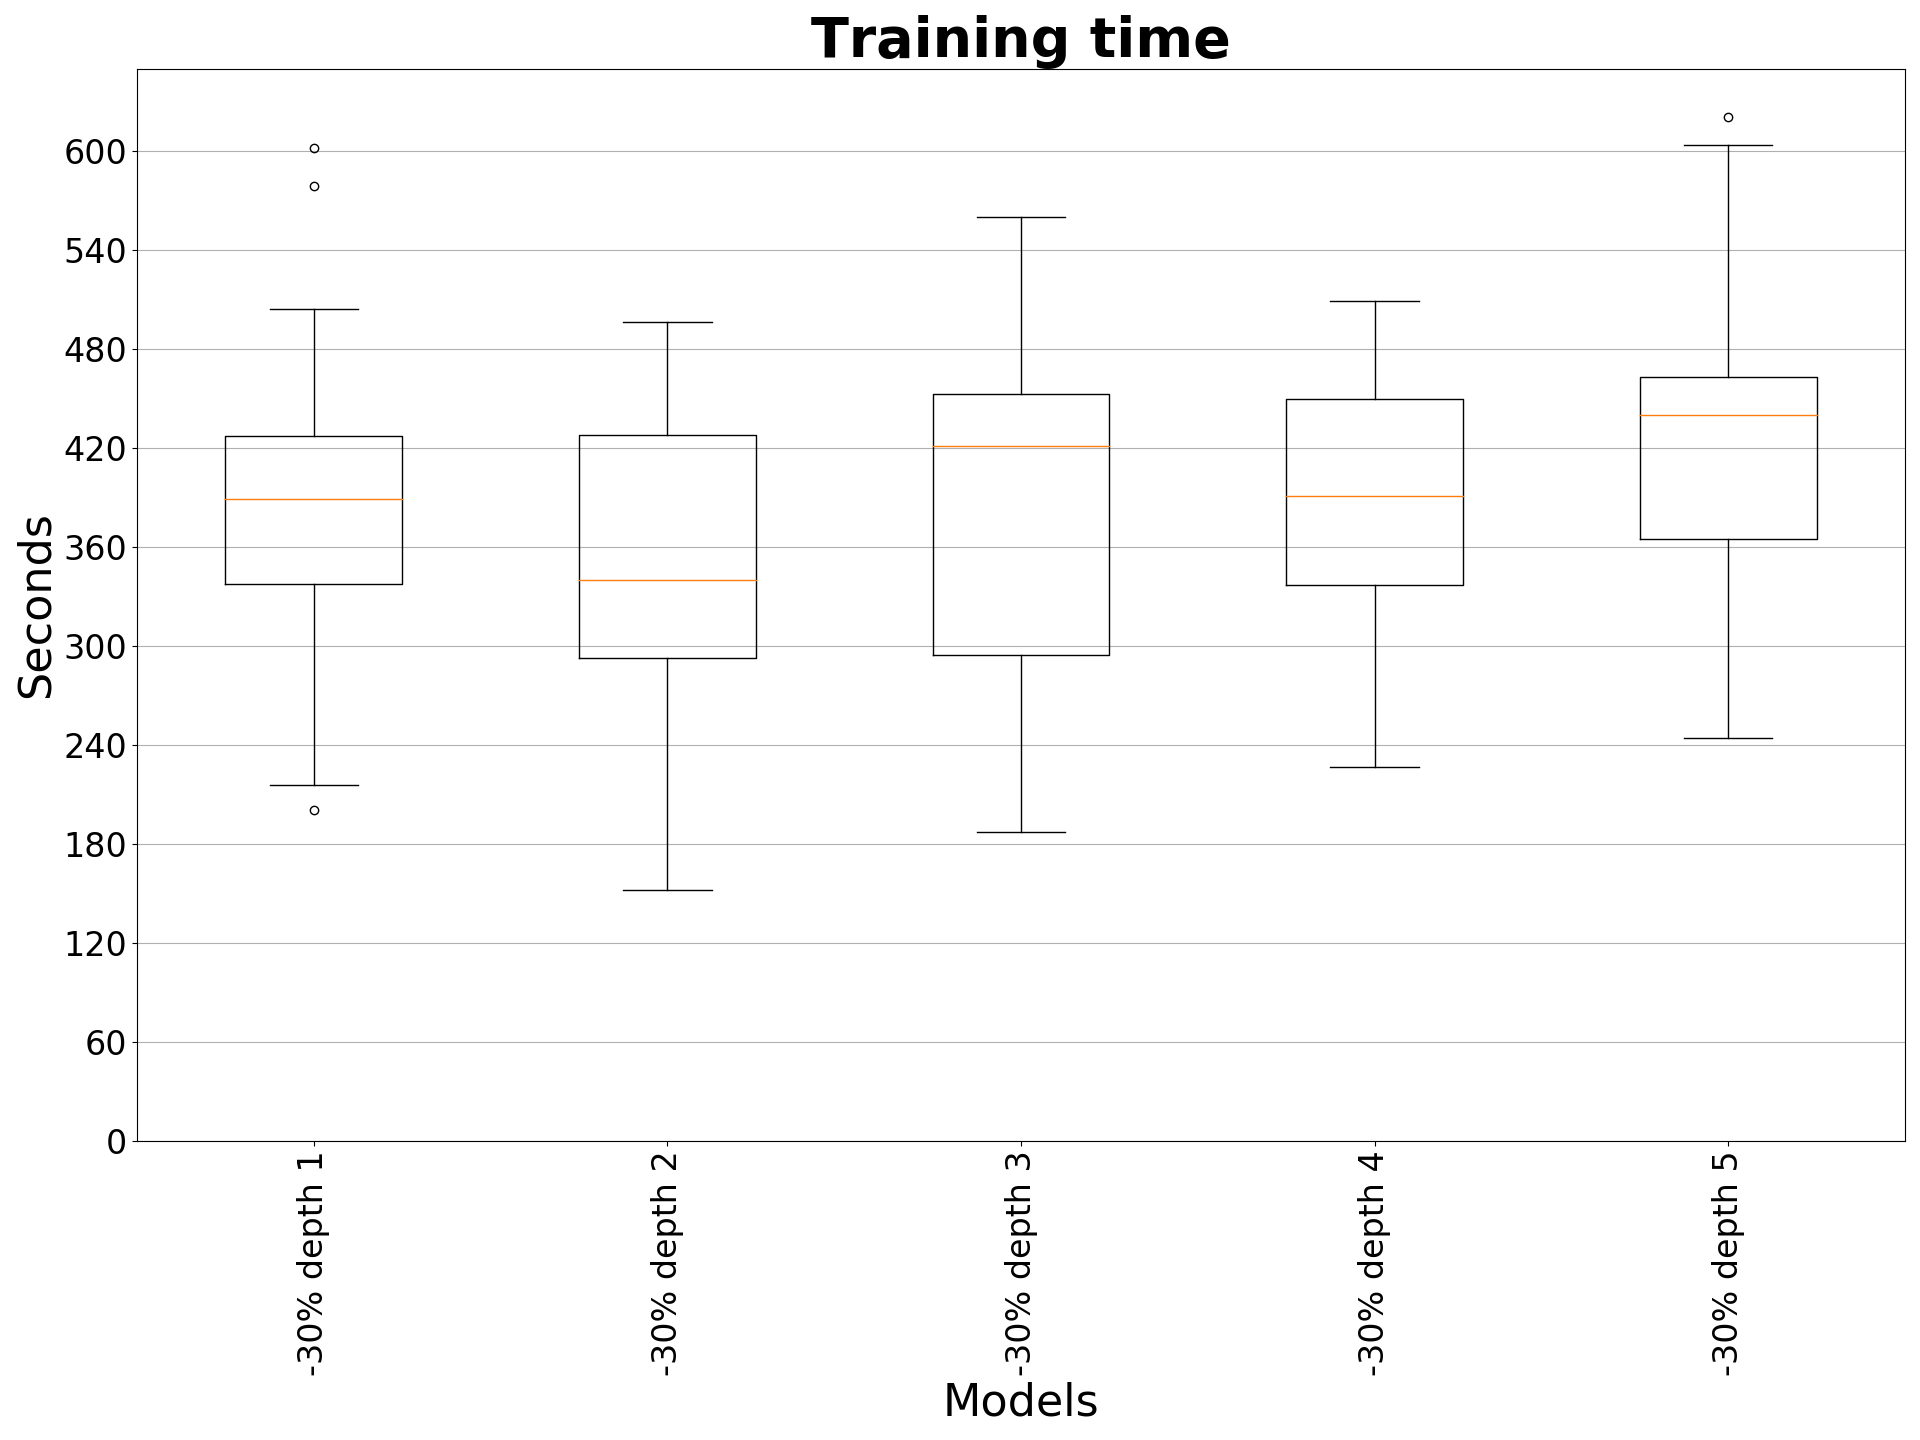 Training time
Seconds
600
540
480
420
360
300
240
180
120
60
0
-30% depth 1
-30% depth 2
-30% depth 3
-30% depth 4
-30% depth 5
Models